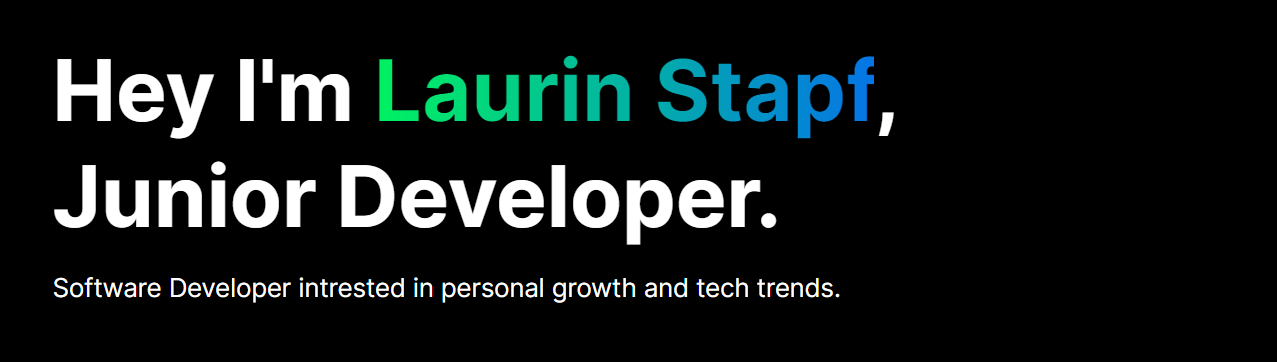 Hey I'm Laurin Stapf,
Junior Developer.
Software Developer intrested in personal growth and tech trends.